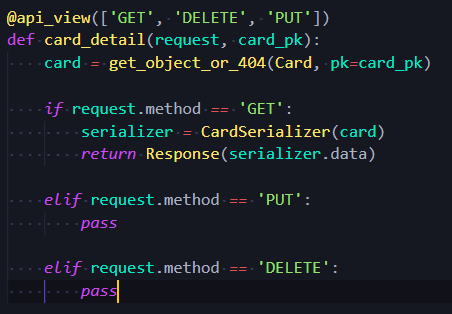 @api_view(['GET', 'DELETE', 'PUT'])
def card_detail(request, card_pk):
    card = get_object_or_404(Card, pk=card_pk)

    if request.method == 'GET':
        serializer = CardSerializer(card)
        return Response(serializer.data)

    elif request.method == 'PUT':
        pass

    elif request.method == 'DELETE':
        pass